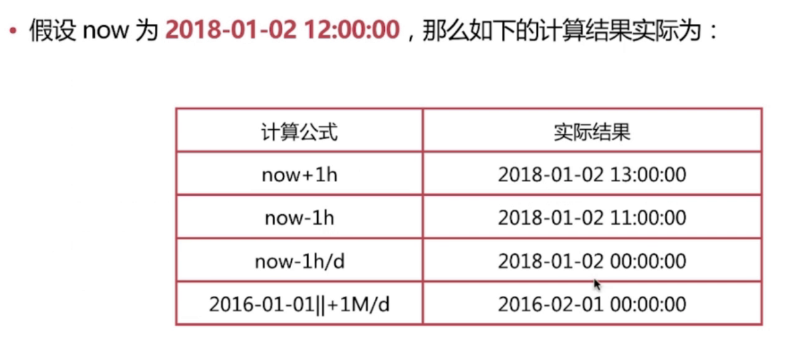 • 假设 now 为 2018-01-02 12:00:00，那么如下的计算结果实际为：
计算公式 实际结果
now+1h 2018-01-02 13:00:00
now-1h 2018-01-02 11:00:00
now-1h/d 2018-01-02 00:00:00
2016-01-01||+1M/d 2016-02-01 00:00:00